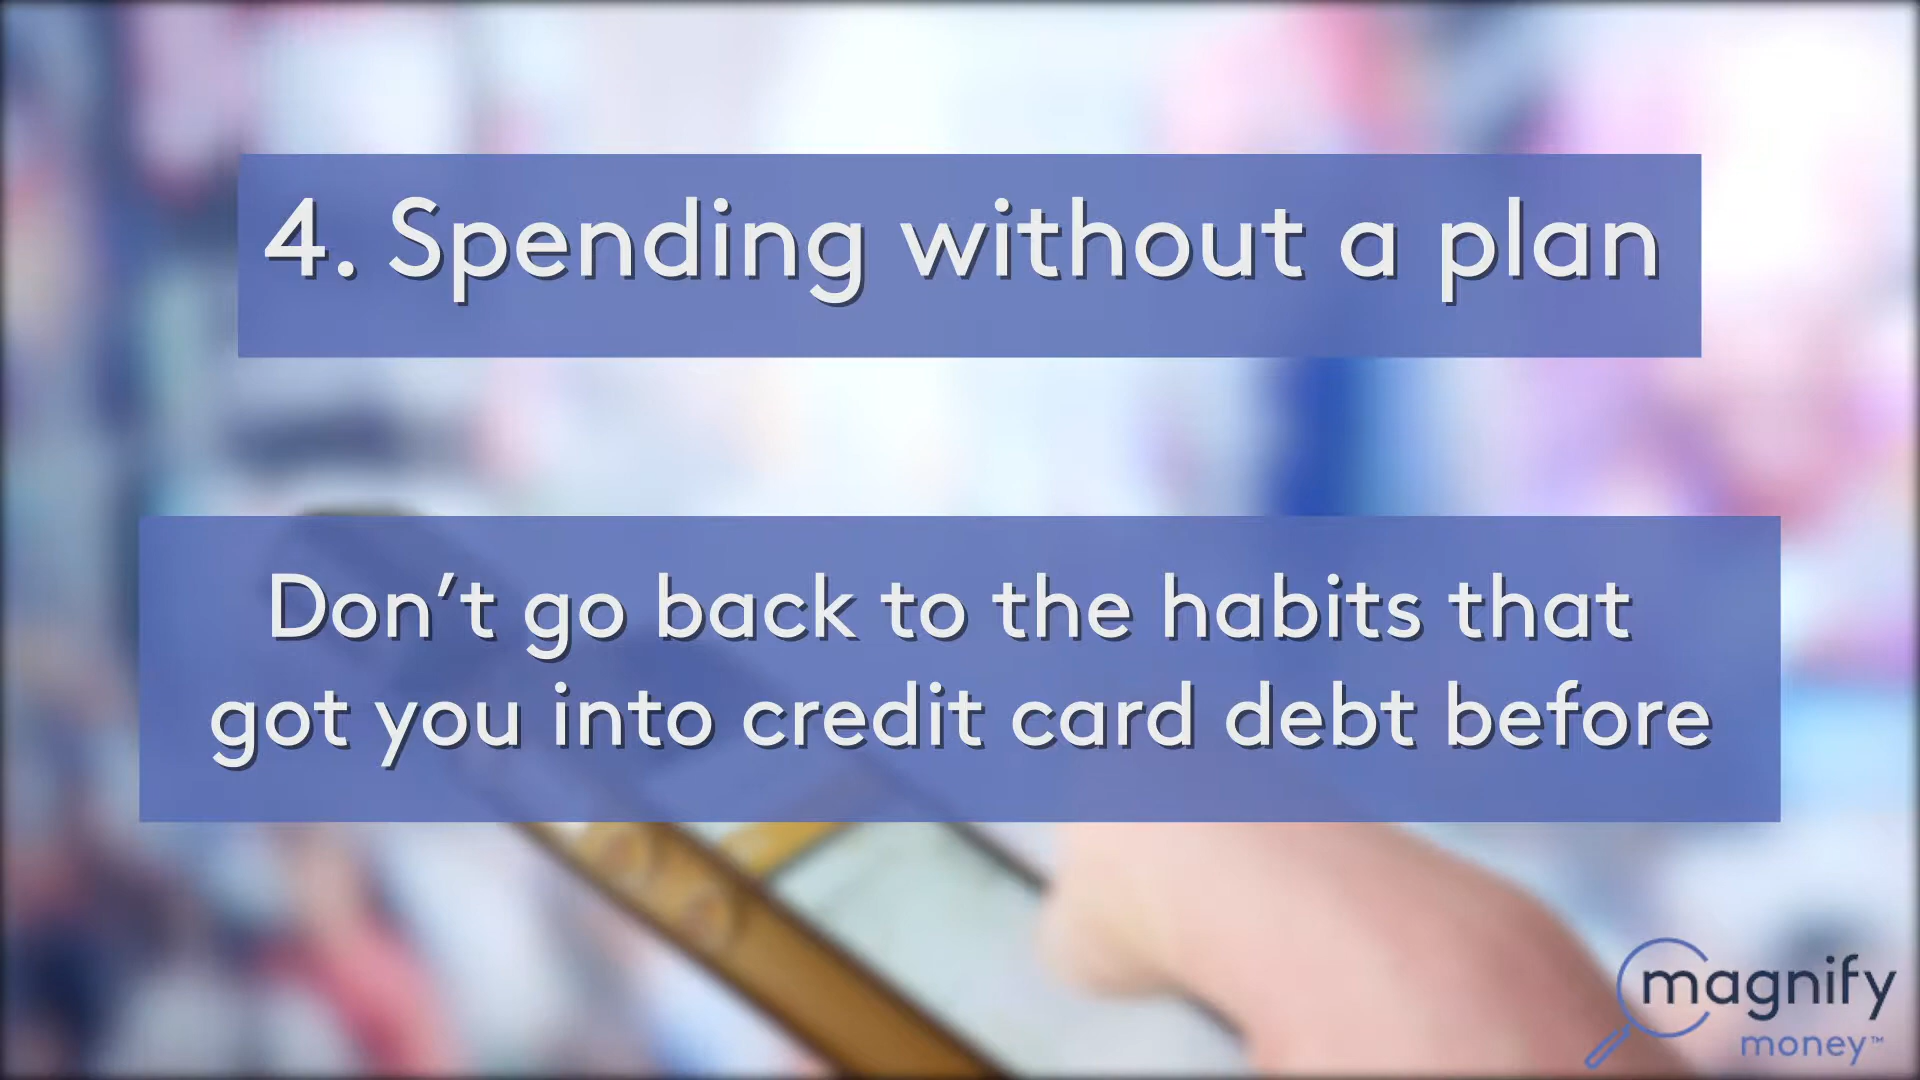 4. Spending without a plan
Don’t go back to the habits that
got you into credit card debt before
magnify
money™